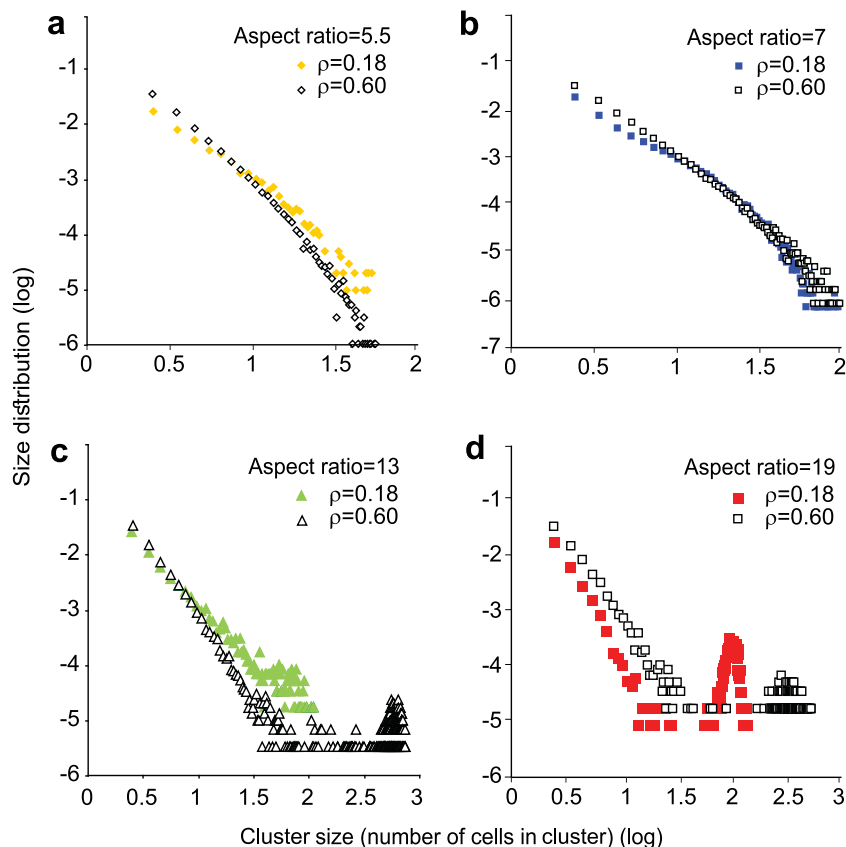 a
Aspect ratio=5.5
ρ=0.18
ρ=0.60
-1
-2
-3
-4
-5
-6
0
0.5
1
1.5
2
b
Aspect ratio=7
ρ=0.18
ρ=0.60
-1
-2
-3
-4
-5
-6
-7
0
0.5
1
1.5
2
Size distribution (log)
c
Aspect ratio=13
ρ=0.18
ρ=0.60
-1
-2
-3
-4
-5
-6
0
0.5
1
1.5
2
2.5
3
d
Aspect ratio=19
ρ=0.18
ρ=0.60
-1
-2
-3
-4
-5
-6
0
0.5
1
1.5
2
2.5
3
Cluster size (number of cells in cluster) (log)